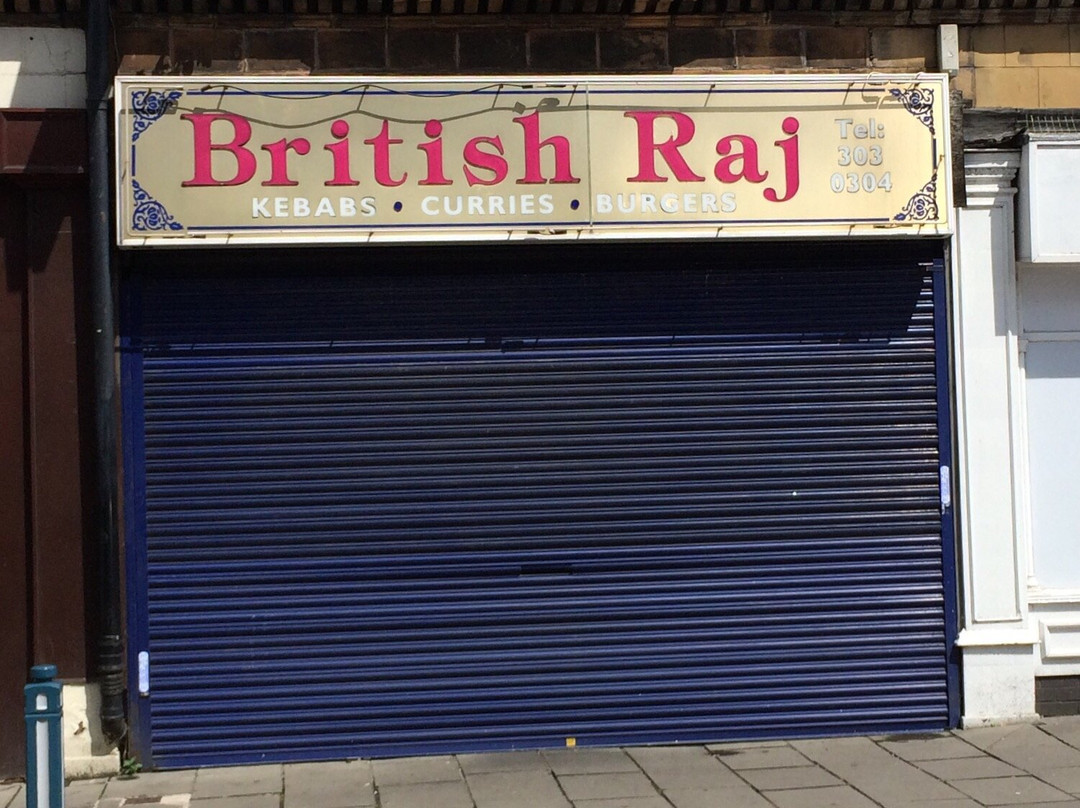 British Raj
KEBABS • CURRIES • BURGERS
Tel:
303
0304